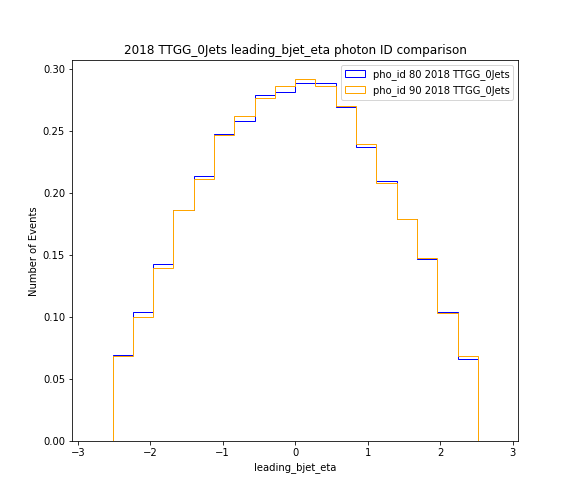 2018 TTGG_0Jets leading_bjet_eta photon ID comparison
pho_id 80 2018 TTGG_0Jets
pho_id 90 2018 TTGG_0Jets
Number of Events
0.30
0.25
0.20
0.15
0.10
0.05
0.00
−3
−2
−1
0
1
2
3
leading_bjet_eta